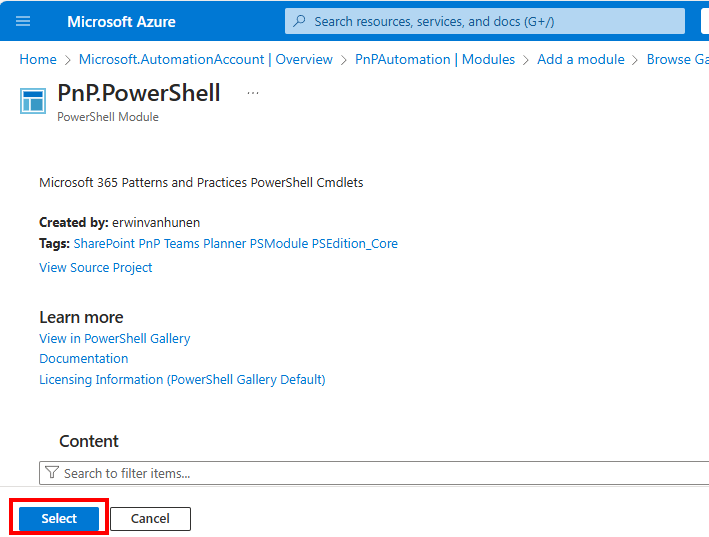 Microsoft Azure
Search resources, services, and docs (G+/)
Home > Microsoft.AutomationAccount | Overview > PnPAutomation | Modules > Add a module > Browse Ga
PnP.PowerShell ...
PowerShell Module
Microsoft 365 Patterns and Practices PowerShell Cmdlets
Created by: erwinvanhunen
Tags: SharePoint PnP Teams Planner PSModule PSEdition_Core
View Source Project
Learn more
View in PowerShell Gallery
Documentation
Licensing Information (PowerShell Gallery Default)
Content
Search to filter items...
Select
Cancel